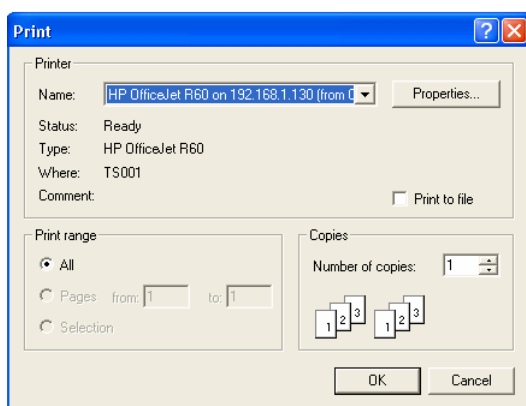 Print
Printer
Name: HP OfficeJet R60 on 192.168.1.130 (from Properties...
Status: Ready
Type: HP OfficeJet R60
Where: TS001
Comment: Print to file
Print range
All
Pages from: 1 to: 1
Selection
Copies
Number of copies: 1
1 2 3 1 2 3
OK Cancel